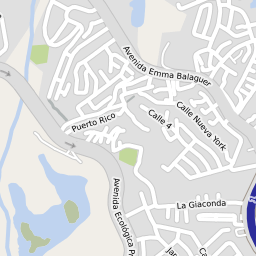 Avenida Emma Balaguer
Calle Nueva York
Calle 4
Puerto Rico
La Giaconda
Avenida Ecológica